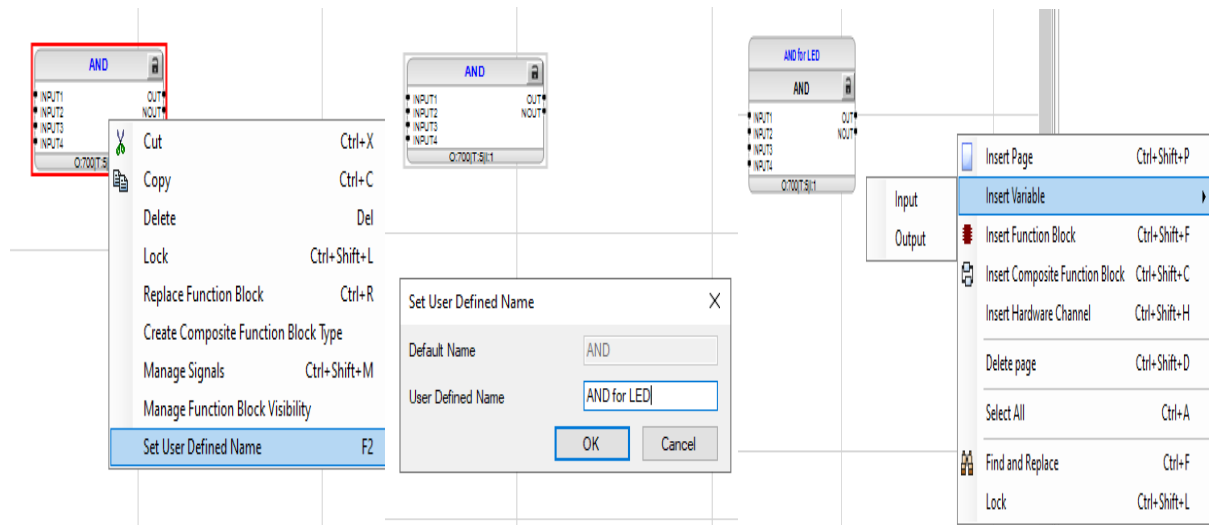 AND
INPUT1 OUT
INPUT2 NOUT
INPUT3
INPUT4
O:700|T:5|
Cut Ctrl+X
Copy Ctrl+C
Delete Del
Lock Ctrl+Shift+L
Replace Function Block Ctrl+R
Create Composite Function Block Type
Manage Signals Ctrl+Shift+M
Manage Function Block Visibility
Set User Defined Name F2
AND
INPUT1 OUT
INPUT2 NOUT
INPUT3
INPUT4
O:700|T:5|I:1
Set User Defined Name X
Default Name AND
User Defined Name AND for LED
OK Cancel
AND for LED
AND
INPUT1 OUT
INPUT2 NOUT
INPUT3
INPUT4
O:700|T:5|I:1
Input
Output
Insert Page Ctrl+Shift+P
Insert Variable
Insert Function Block Ctrl+Shift+F
Insert Composite Function Block Ctrl+Shift+C
Insert Hardware Channel Ctrl+Shift+H
Delete page Ctrl+Shift+D
Select All Ctrl+A
Find and Replace Ctrl+F
Lock Ctrl+Shift+L